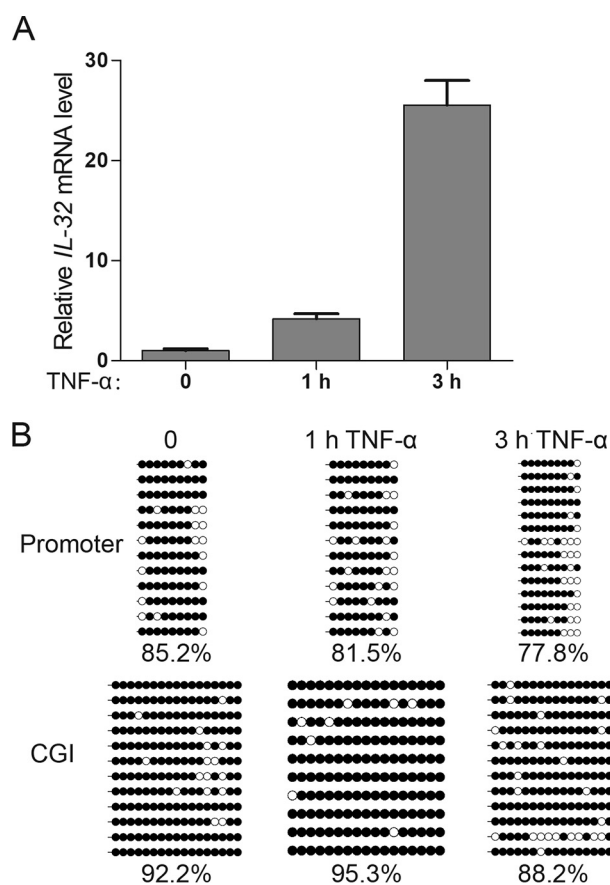 A
Relative IL-32 mRNA level
30
20
10
0
TNF-α: 0 1 h 3 h
B
0 1 h TNF-α 3 h TNF-α
Promoter
85.2% 81.5% 77.8%
CGI
92.2% 95.3% 88.2%